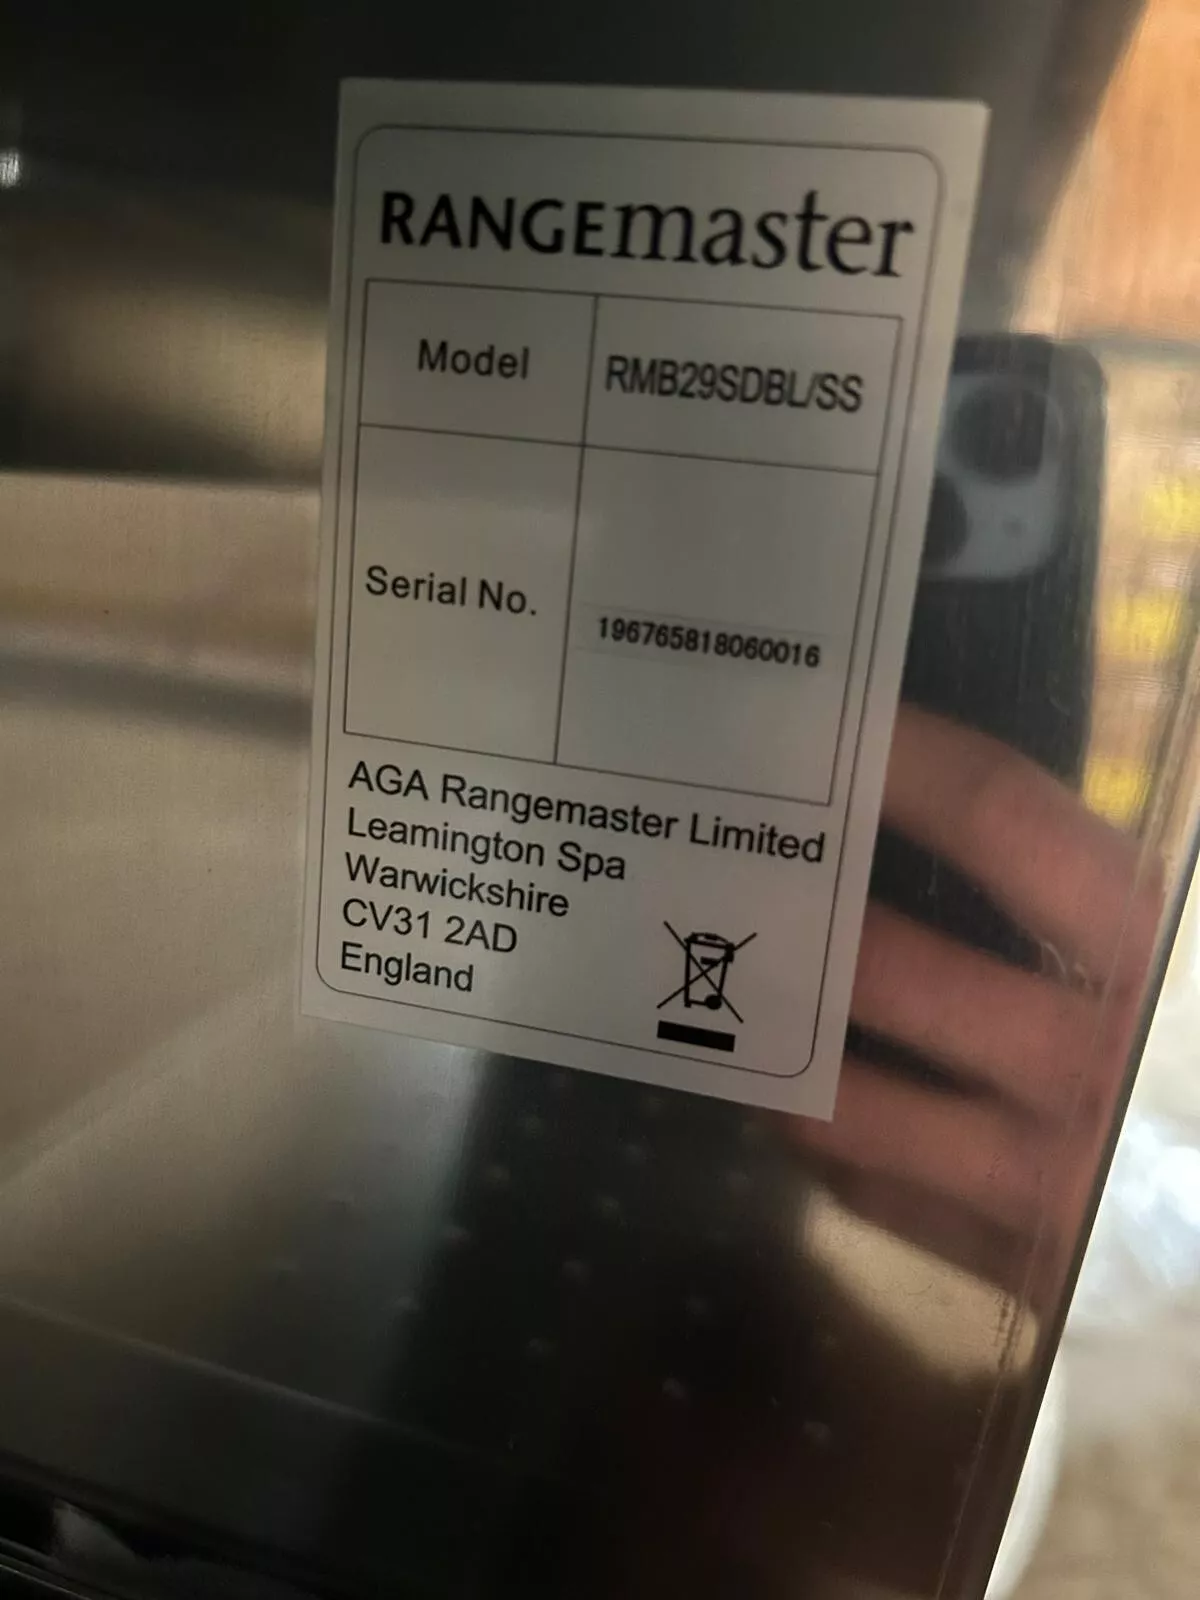 RANGEmaster
Model RMB29SDBL/SS
Serial No. 196765818060016
AGA Rangemaster Limited
Leamington Spa
Warwickshire
CV31 2AD
England